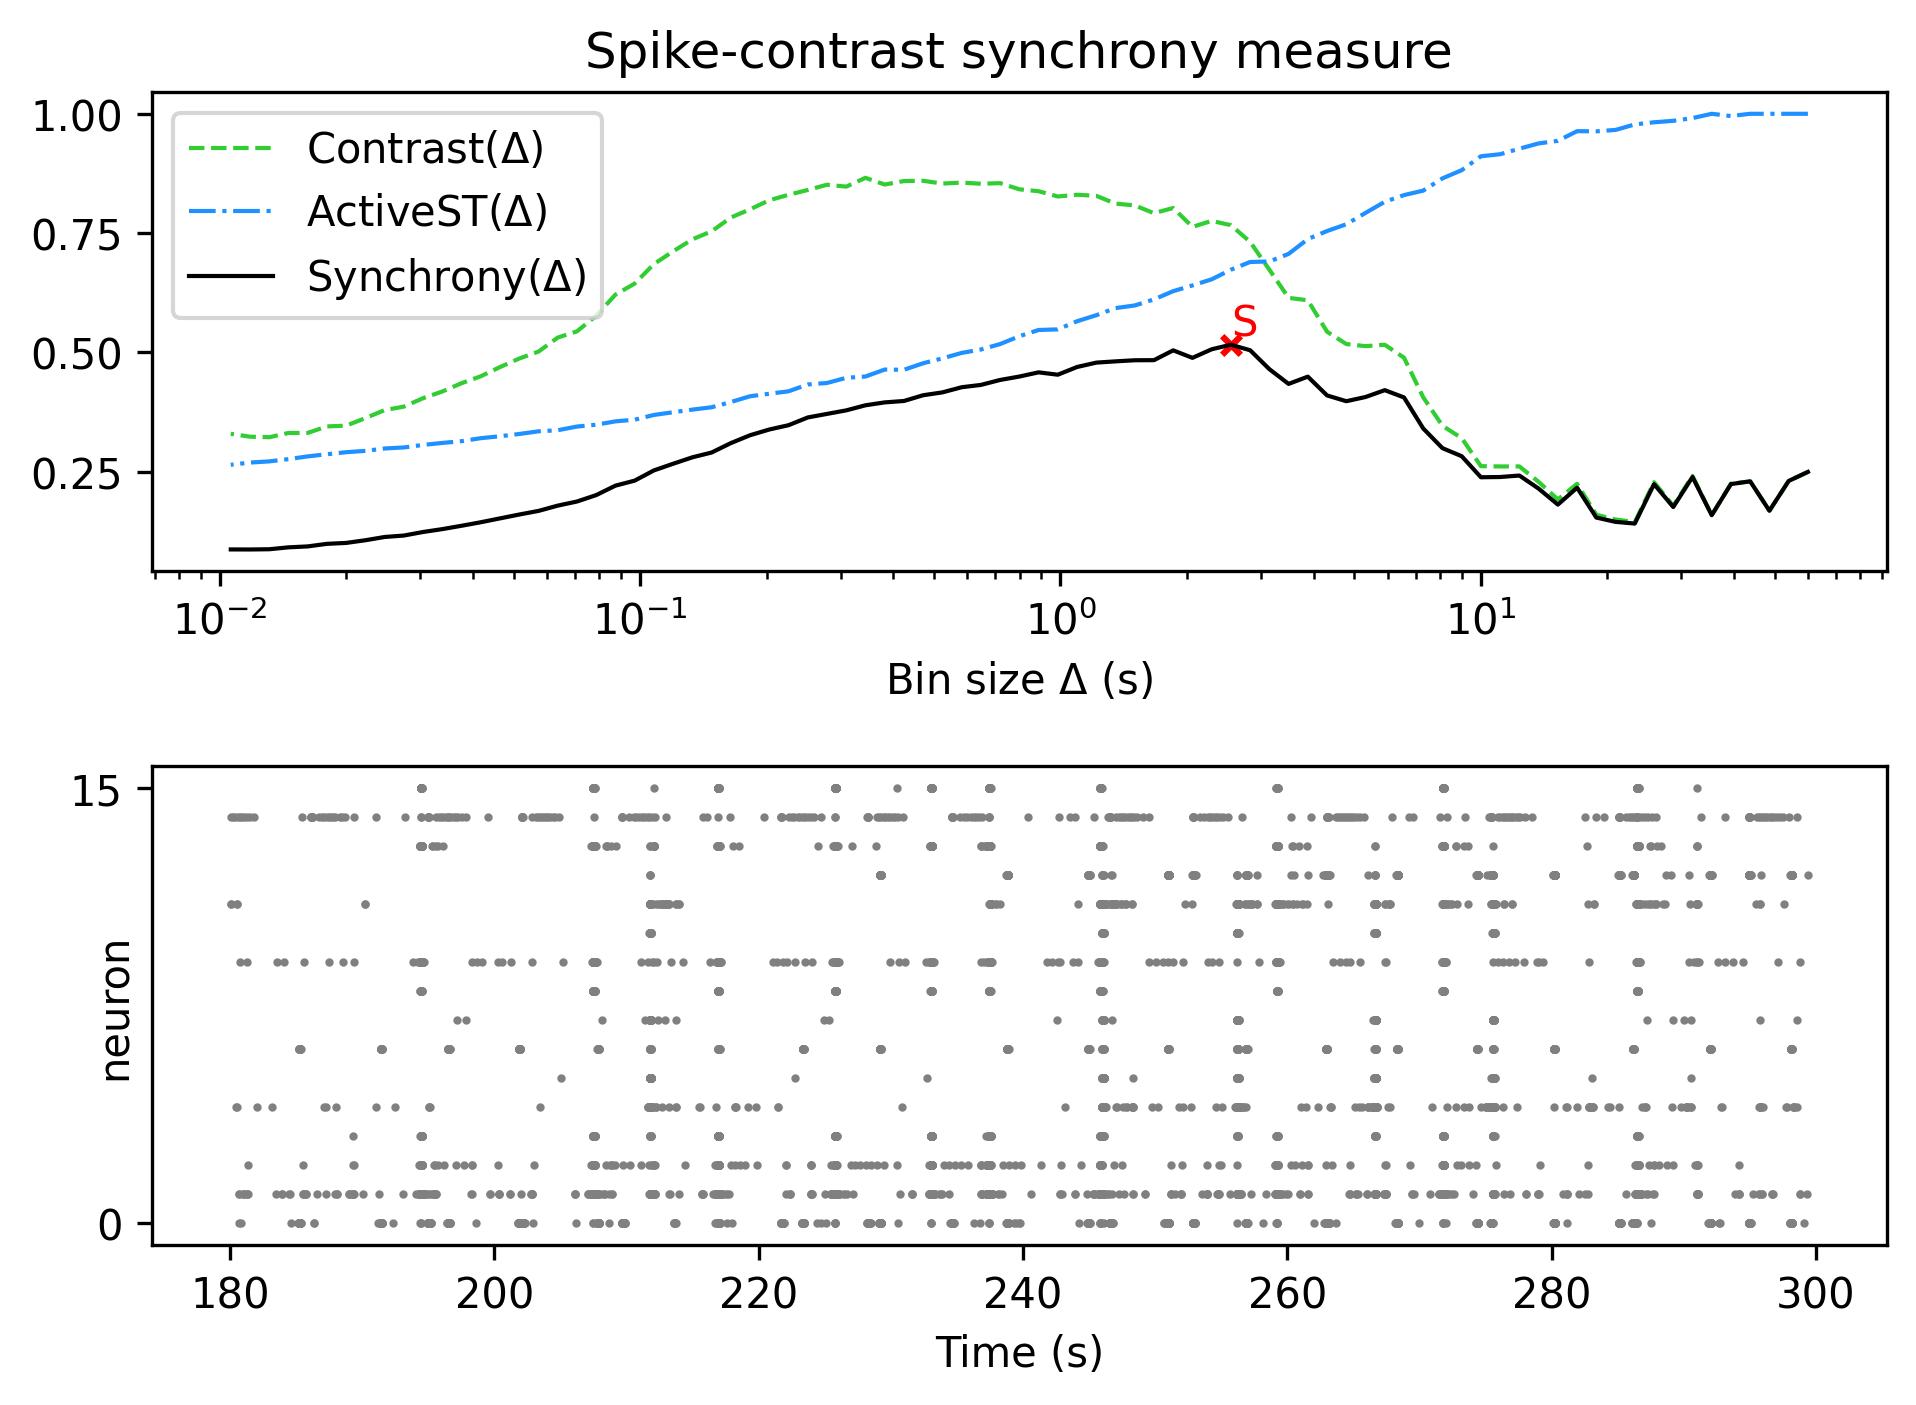 Spike-contrast synchrony measure
1.00
0.75
0.50
0.25
Contrast(Δ)
ActiveST(Δ)
Synchrony(Δ)
S
10⁻² 10⁻¹ 10⁰ 10¹
Bin size Δ (s)
15
0
neuron
180 200 220 240 260 280 300
Time (s)